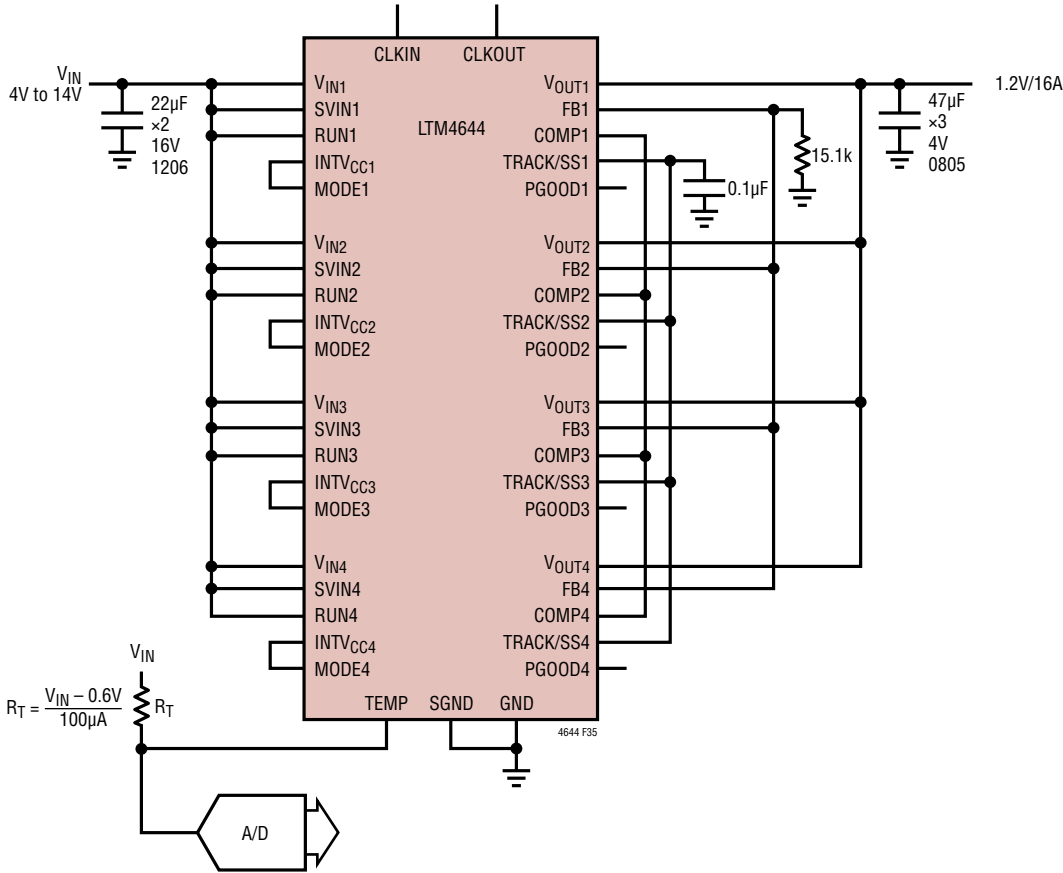 CLKIN CLKOUT
LTM4644
VIN
4V to 14V
22µF
×2
16V
1206
VIN1
SVIN1
RUN1
INTVCC1
MODE1
VIN2
SVIN2
RUN2
INTVCC2
MODE2
VIN3
SVIN3
RUN3
INTVCC3
MODE3
VIN4
SVIN4
RUN4
INTVCC4
MODE4
VOUT1
FB1
COMP1
TRACK/SS1
PGOOD1
VOUT2
FB2
COMP2
TRACK/SS2
PGOOD2
VOUT3
FB3
COMP3
TRACK/SS3
PGOOD3
VOUT4
FB4
COMP4
TRACK/SS4
PGOOD4
1.2V/16A
47µF
×3
4V
0805
15.1k
0.1µF
TEMP SGND GND
4644 F35
VIN
RT = VIN – 0.6V
100µA
RT
A/D